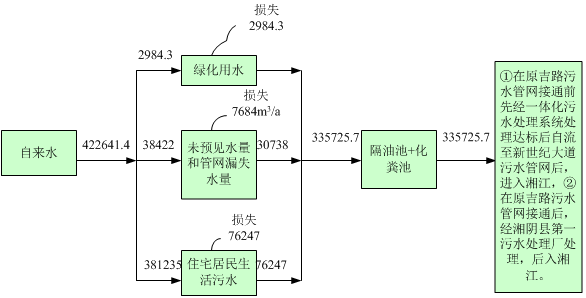 损失
2984.3
2984.3
绿化用水
损失
7684m³/a
自来水
422641.4
38422
未预见水量
和管网漏失
水量
30738
335725.7
隔油池+化
粪池
335725.7
损失
76247
381235
住宅居民生
活污水
76247
①在原吉路污
水管网接通前
先经一体化污
水处理系统处
理达标后自流
至新世纪大道
污水管网后，
进入湘江，②
在原吉路污水
管网接通后，
经湘阴县第一
污水处理厂处
理，后入湘
江。